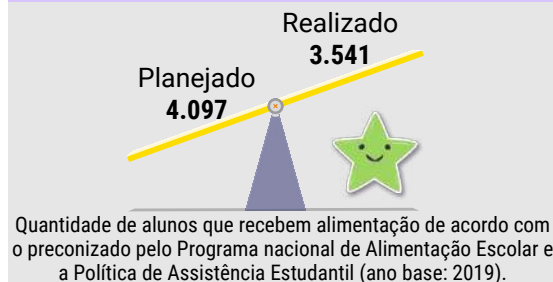 Realizado
3.541
Planejado
4.097
Quantidade de alunos que recebem alimentação de acordo com
o preconizado pelo Programa nacional de Alimentação Escolar e
a Política de Assistência Estudantil (ano base: 2019).